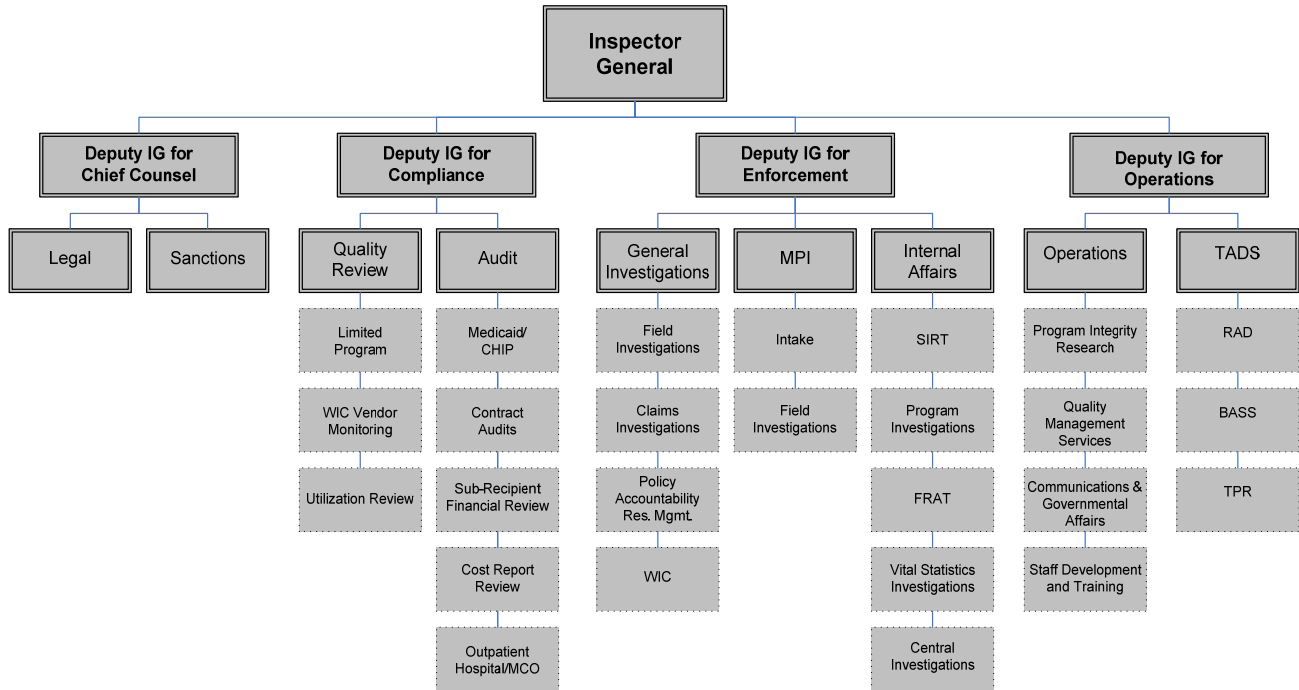 Inspector
General
Deputy IG for
Chief Counsel
Deputy IG for
Compliance
Deputy IG for
Enforcement
Deputy IG for
Operations
Legal
Sanctions
Quality
Review
Audit
General
Investigations
MPI
Internal
Affairs
Operations
TADS
Limited
Program
Medicaid/
CHIP
Field
Investigations
Intake
SIRT
Program Integrity
Research
RAD
WIC Vendor
Monitoring
Contract
Audits
Claims
Investigations
Field
Investigations
Program
Investigations
Quality
Management
Services
BASS
Utilization Review
Sub-Recipient
Financial Review
Policy
Accountability
Res. Mgmt.
FRAT
Communications &
Governmental
Affairs
TPR
Cost Report
Review
WIC
Vital Statistics
Investigations
Staff Development
and Training
Outpatient
Hospital/MCO
Central
Investigations